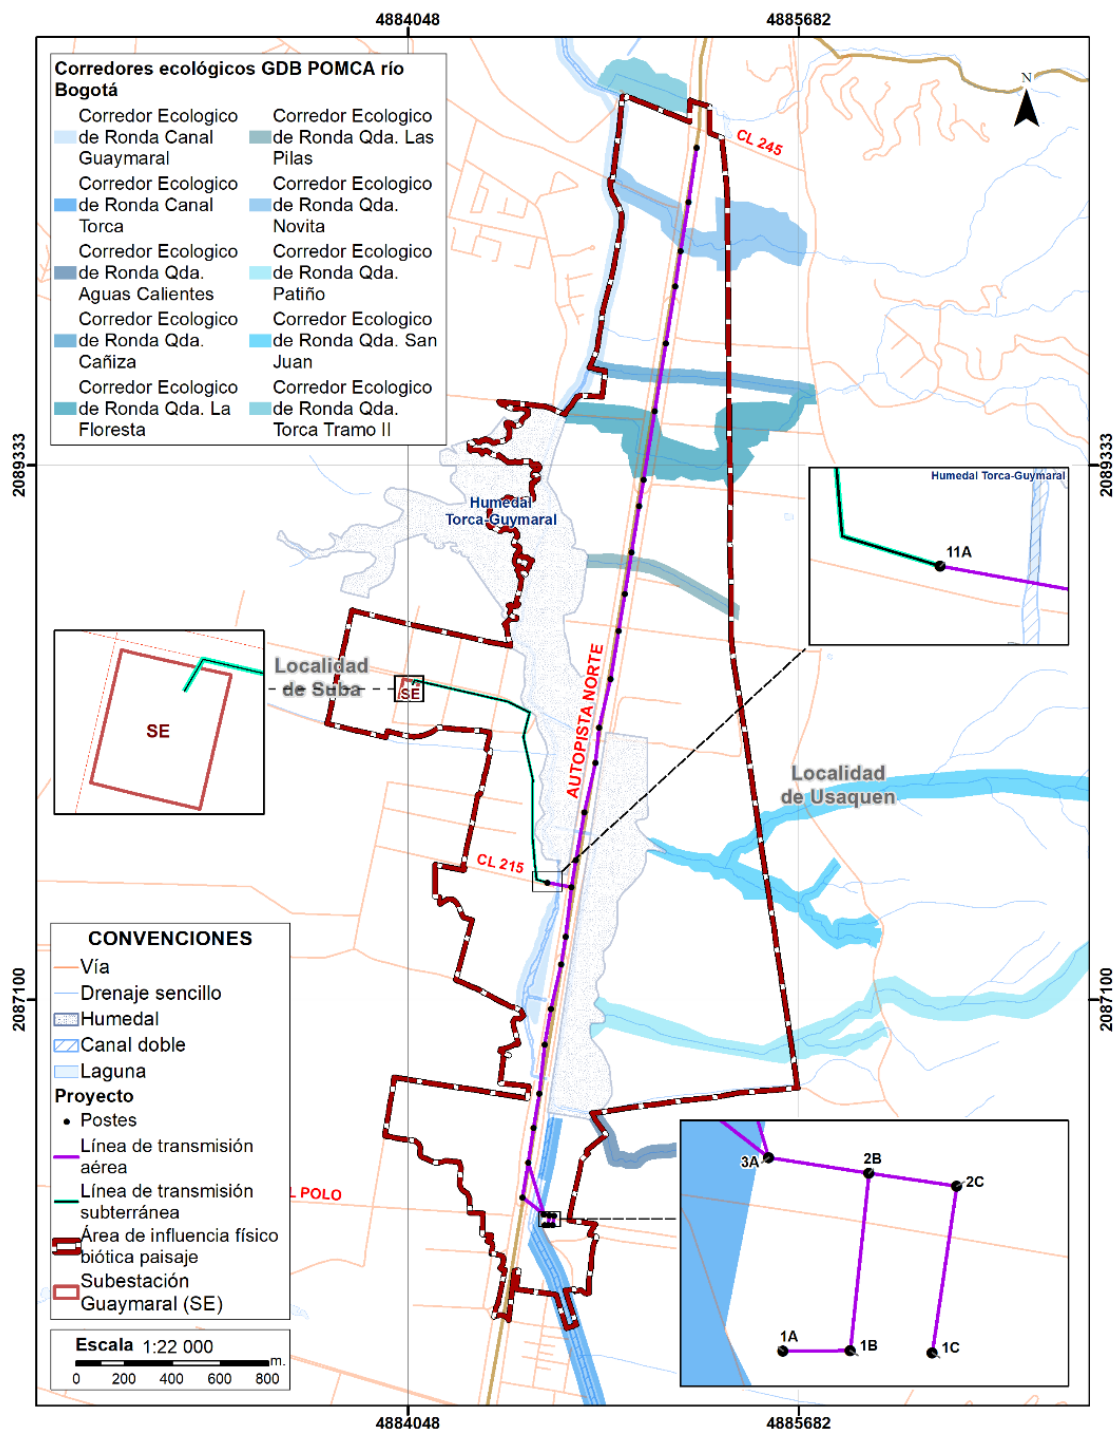 4884048
4885682
Corredores ecológicos GDB POMCA río
Bogotá
Corredor Ecologico
de Ronda Canal
Guaymaral
Corredor Ecologico
de Ronda Canal
Torca
Corredor Ecologico
de Ronda Qda.
Aguas Calientes
Corredor Ecologico
de Ronda Qda.
Cañiza
Corredor Ecologico
de Ronda Qda. La
Floresta
Corredor Ecologico
de Ronda Qda. Las
Pilas
Corredor Ecologico
de Ronda Qda.
Novita
Corredor Ecologico
de Ronda Qda.
Patiño
Corredor Ecologico
de Ronda Qda. San
Juan
Corredor Ecologico
de Ronda Qda.
Torca Tramo II
N
CL 245
2089333
2089333
Humedal
Torca-Guymaral
Humedal Torca-Guymaral
11A
Localidad
de Suba
SE
SE
AUTOPISTA NORTE
Localidad
de Usaquen
CL 215
2087100
2087100
CONVENCIONES
Vía
Drenaje sencillo
Humedal
Canal doble
Laguna
Proyecto
Postes
Línea de transmisión
aérea
Línea de transmisión
subterránea
Área de influencia físico
biótica paisaje
Subestación
Guaymaral (SE)
L POLO
3A
2B
2C
1A
1B
1C
Escala 1:22 000
m.
0 200 400 600 800
4884048
4885682